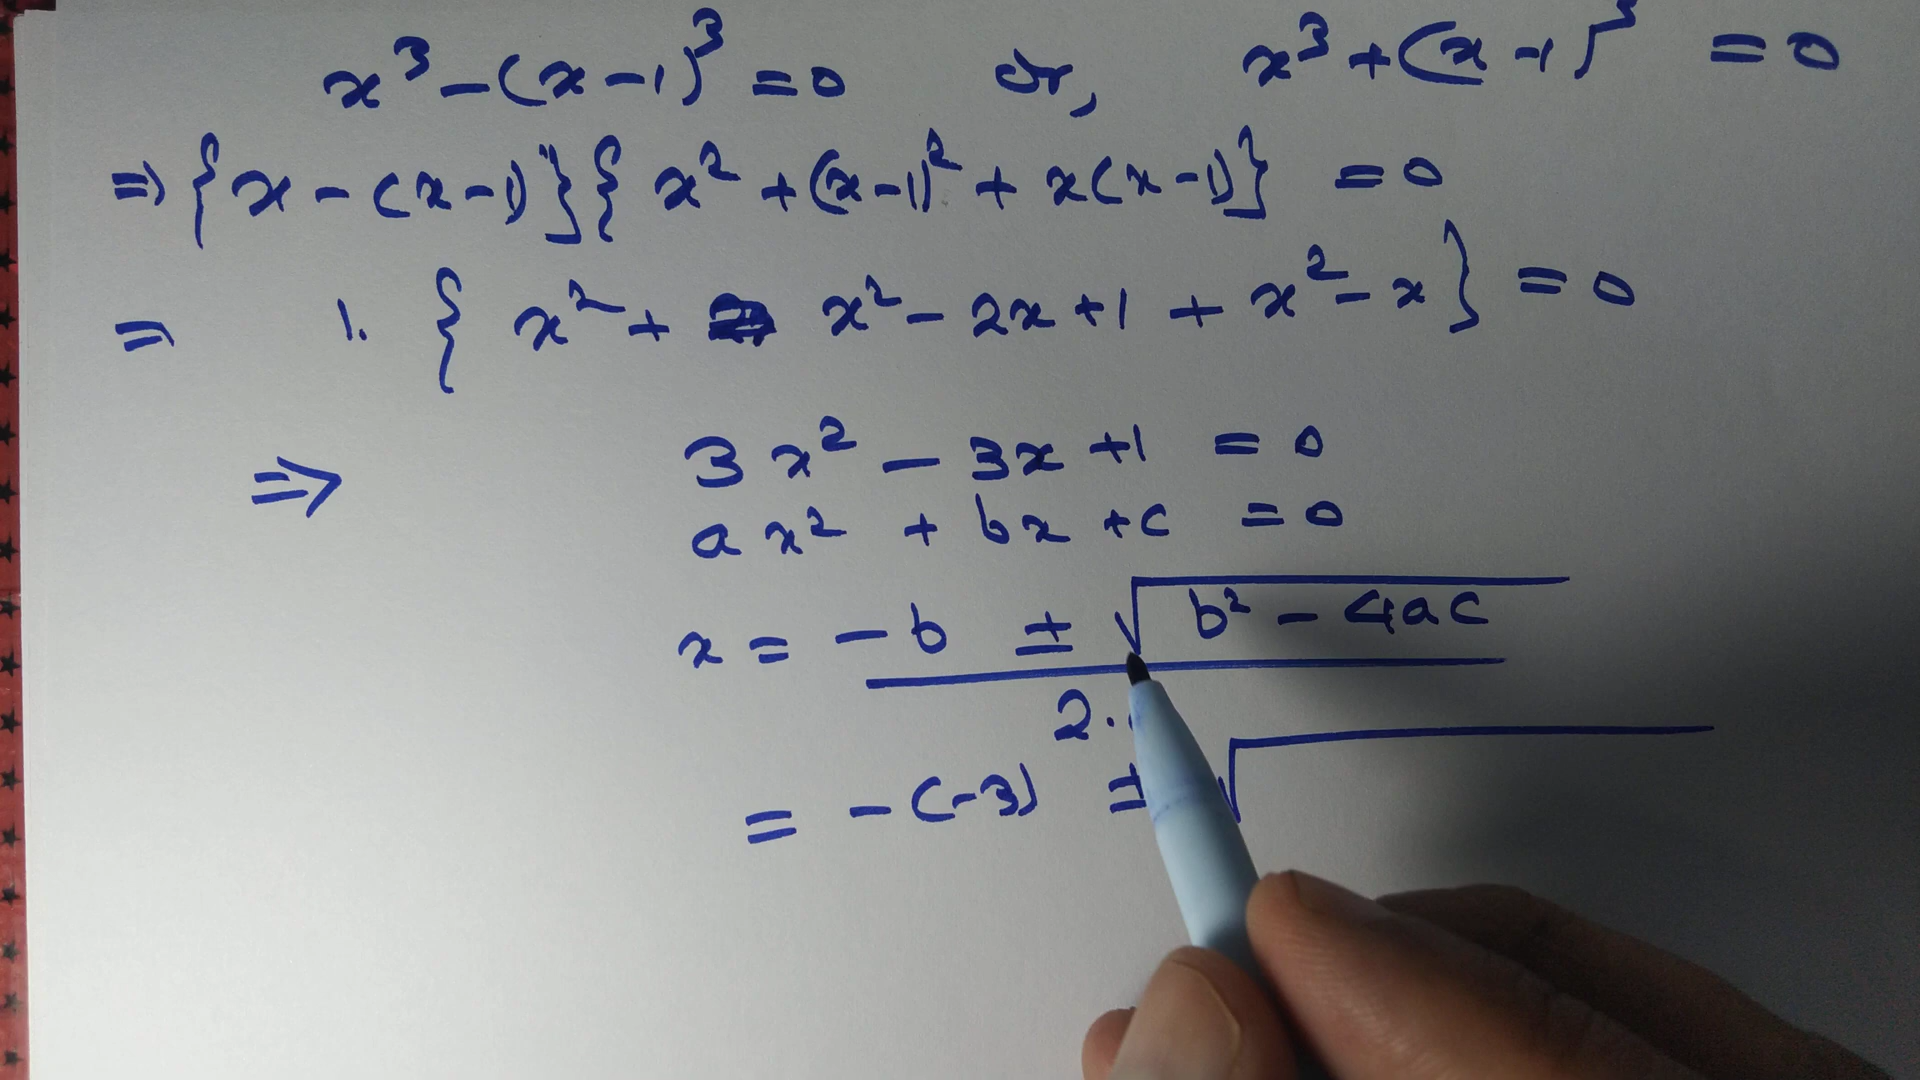 x³ - (x-1)³ = 0 or, x³ + (x-1)³ = 0
⇒ {x - (x-1)}{x² + (x-1)² + x(x-1)} = 0
= 1. {x² + x² - 2x + 1 + x² - x} = 0
⇒ 3x² - 3x + 1 = 0
ax² + bx + c = 0
x = -b ± √(b² - 4ac)
2.
= -(-3) ± √